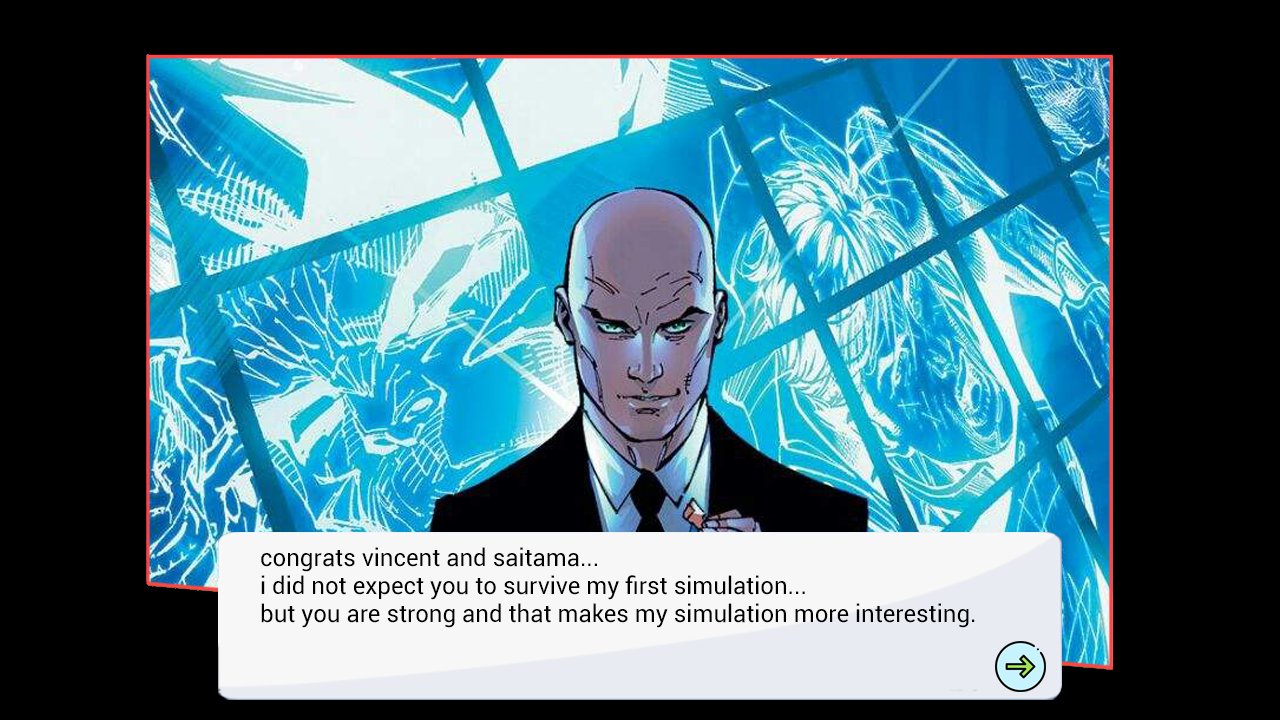 congrats vincent and saitama...
i did not expect you to survive my first simulation...
but you are strong and that makes my simulation more interesting.